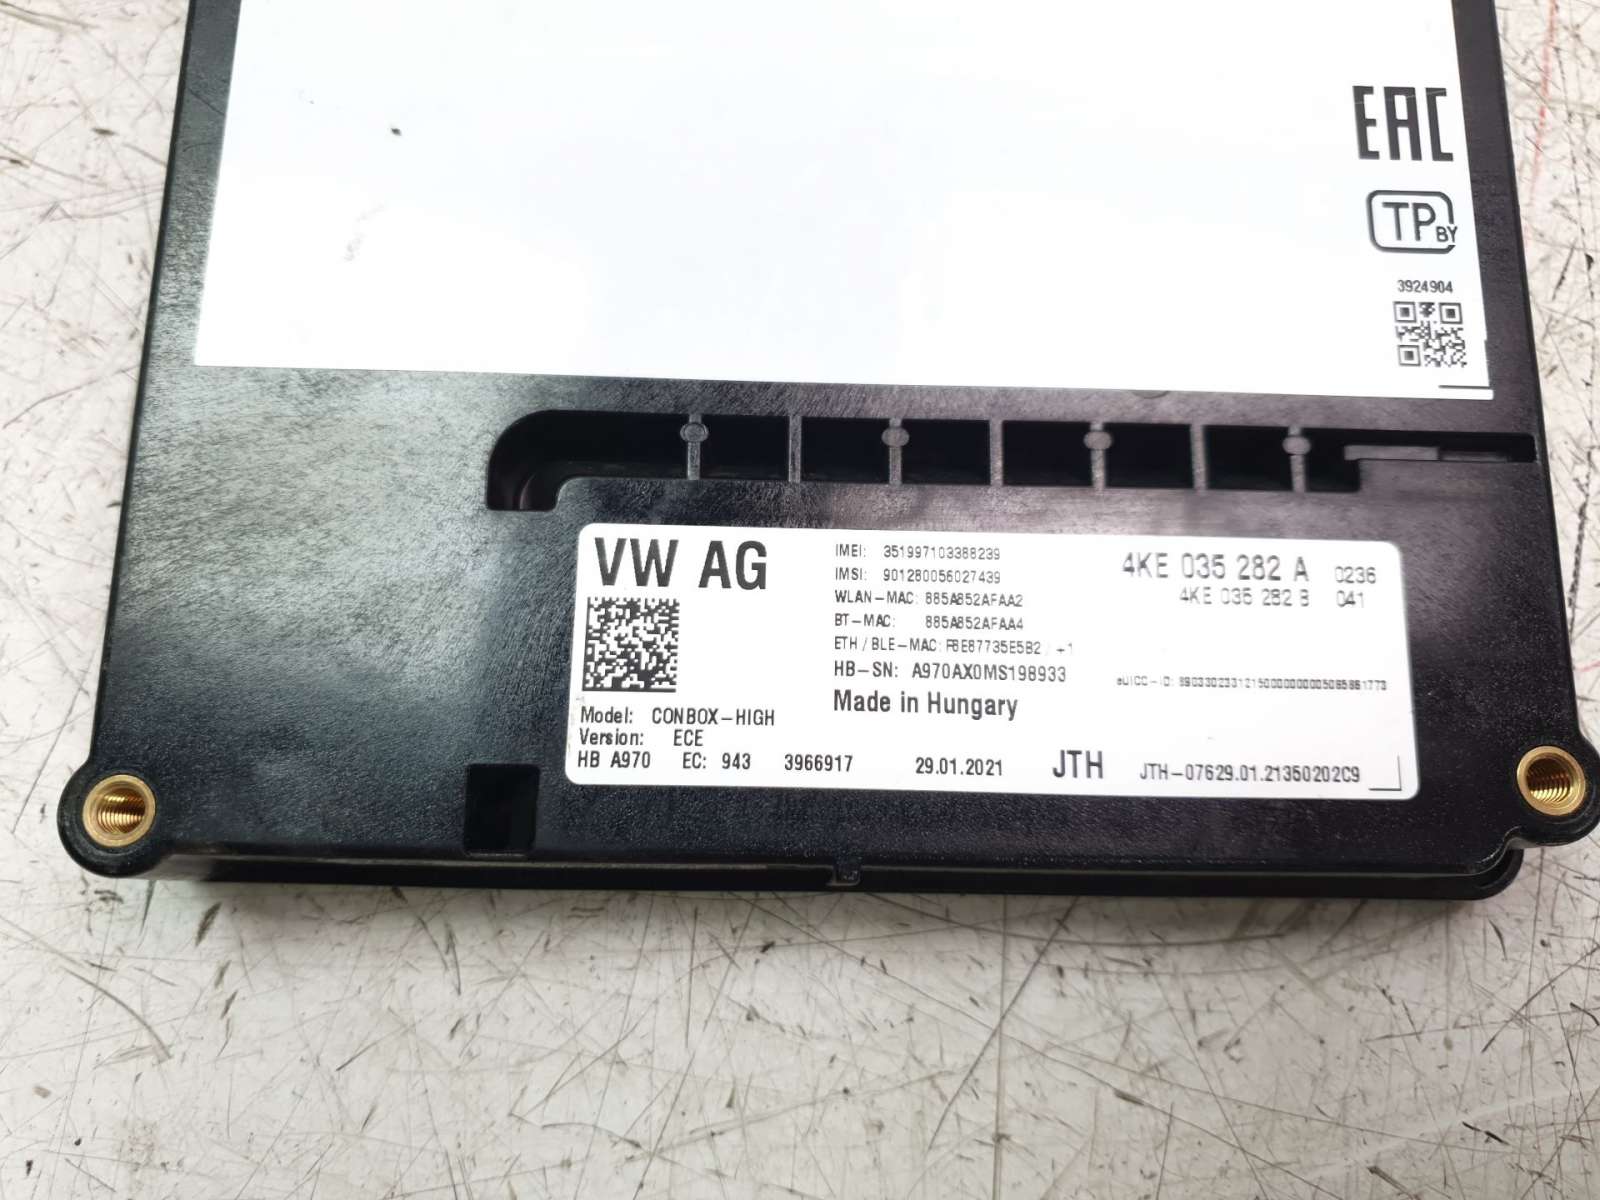 EAC
TP BY
3924904
VW AG
IMEI: 351997103388239
IMSI: 901280056027439
WLAN-MAC: 885A852AFAA2
BT-MAC: 885A852AFAA4
ETH/BLE-MAC: F8E87735E5B2 / +1
HB-SN: A970AX0MS198933
Made in Hungary
4KE 035 282 A 0236
4KE 035 282 B 041
eUICC-ID:
Model: CONBOX-HIGH
Version: ECE
HB A970 EC: 943 3966917 29.01.2021 JTH JTH-07629.01.21350202C9